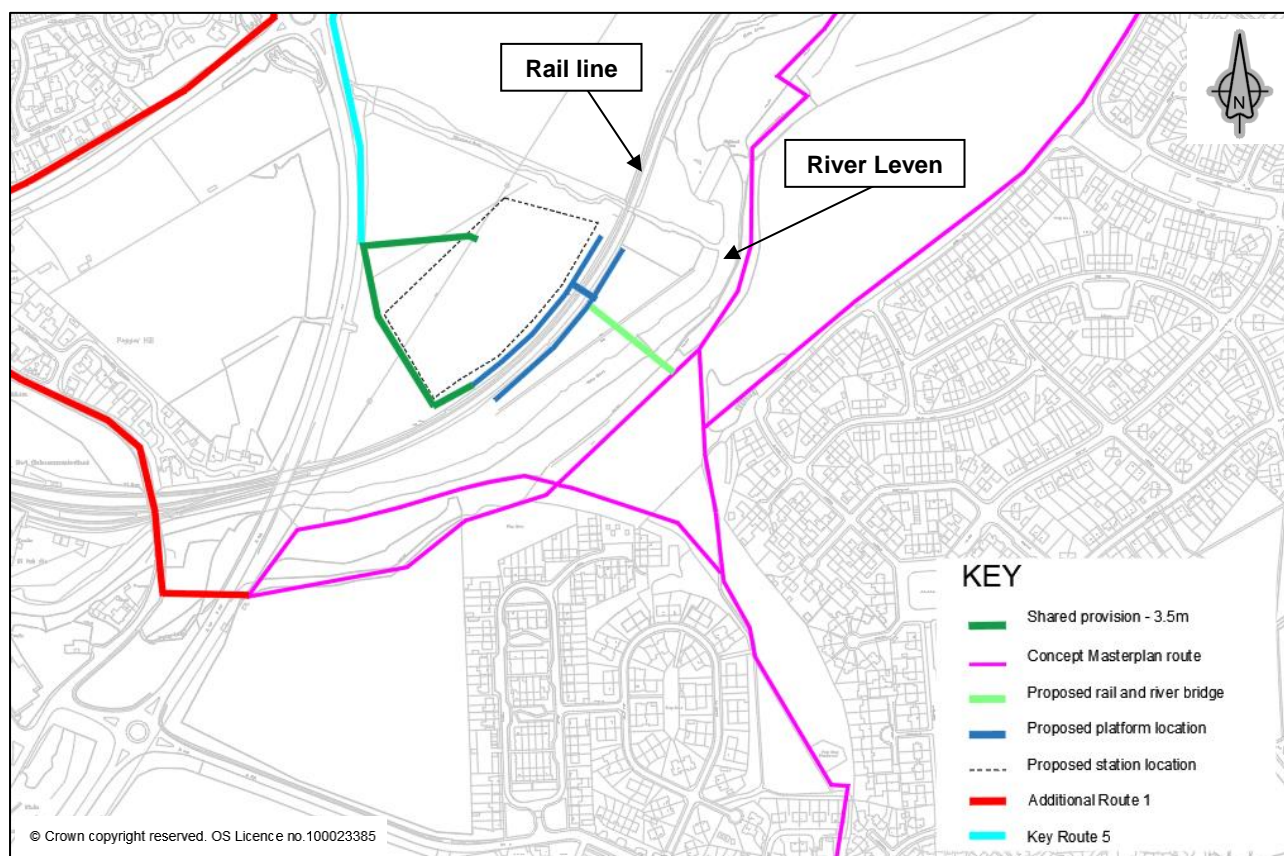 Rail line
N
River Leven
KEY
Shared provision - 3.5m
Concept Masterplan route
Proposed rail and river bridge
Proposed platform location
Proposed station location
Additional Route 1
Key Route 5
© Crown copyright reserved. OS Licence no.100023385